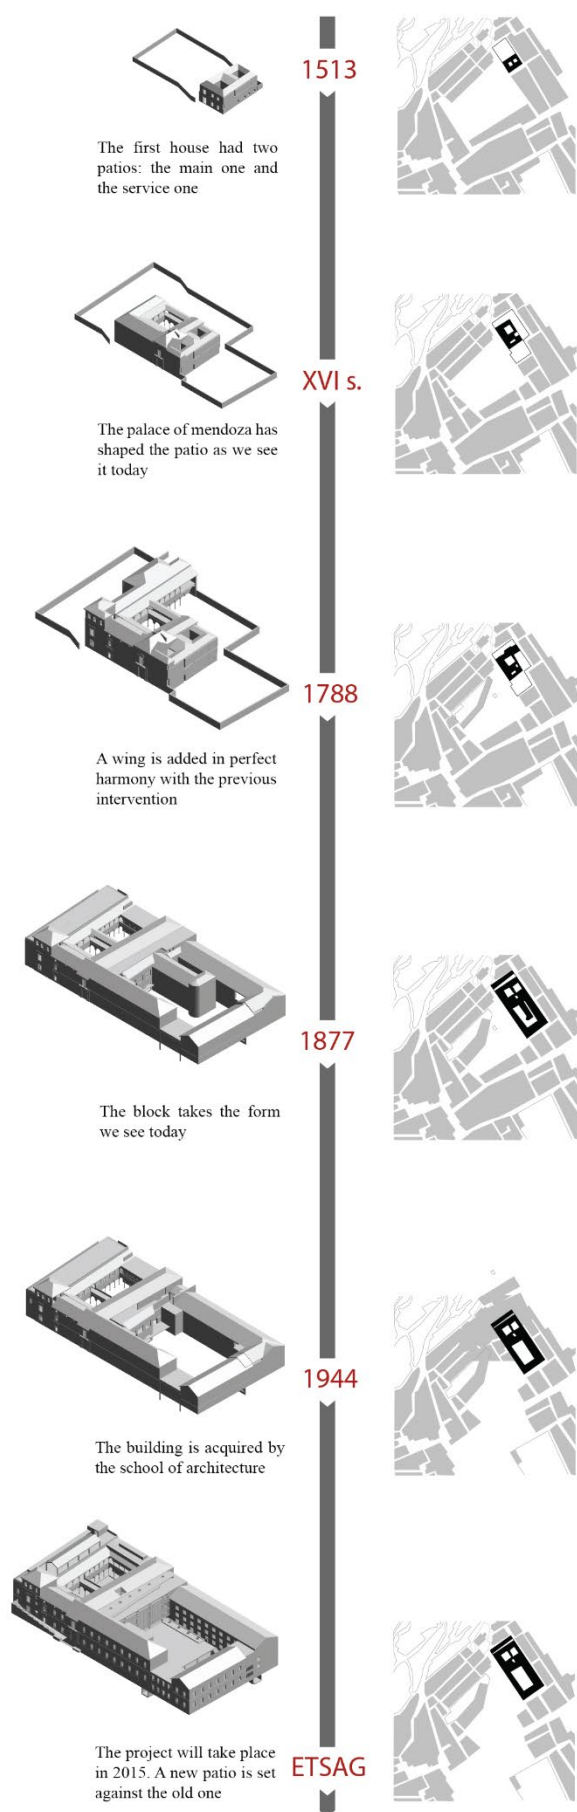 1513
The first house had two
patios: the main one and
the service one
XVI s.
The palace of mendoza has
shaped the patio as we see
it today
1788
A wing is added in perfect
harmony with the previous
intervention
1877
The block takes the form
we see today
1944
The building is acquired by
the school of architecture
The project will take place
in 2015. A new patio is set
against the old one
ETSAG